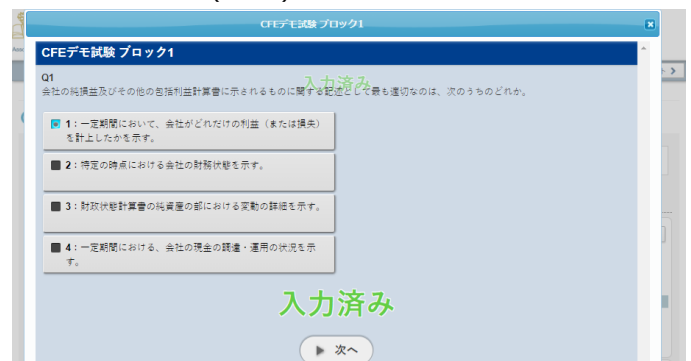 CFEデモ試験 ブロック1
CFEデモ試験 ブロック1
Q1
入力済み
会社の純損益及びその他の包括利益計算書に示されるものに関する記述として最も適切なのは、次のうちのどれか。
1：一定期間において、会社がどれだけの利益（または損失）
を計上したかを示す。
2：特定の時点における会社の財務状態を示す。
3：財政状態計算書の純資産の部における変動の詳細を示す。
4：一定期間における、会社の現金の調達・運用の状況を示
す。
入力済み
次へ